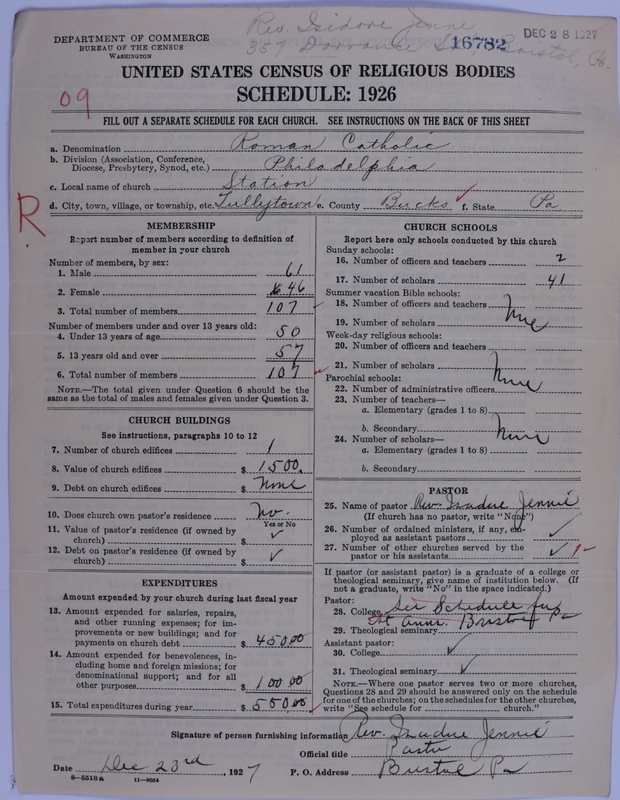 Rev. Isidore Jenne
357 Dorrance St. Bristol, Pa.
DEPARTMENT OF COMMERCE
BUREAU OF THE CENSUS
WASHINGTON
16782
DEC 28 1927
UNITED STATES CENSUS OF RELIGIOUS BODIES
SCHEDULE: 1926
09
FILL OUT A SEPARATE SCHEDULE FOR EACH CHURCH. SEE INSTRUCTIONS ON THE BACK OF THIS SHEET
a. Denomination Roman Catholic
b. Division (Association, Conference, Diocese, Presbytery, Synod, etc.) Philadelphia
c. Local name of church Station
d. City, town, village, or township, etc. Tullytown e. County Bucks f. State Pa
R
MEMBERSHIP
Report number of members according to definition of
member in your church
Number of members, by sex:
1. Male 61
2. Female 46
3. Total number of members 107
Number of members under and over 13 years old:
4. Under 13 years of age 50
5. 13 years old and over 57
6. Total number of members 107
NOTE.—The total given under Question 6 should be the
same as the total of males and females given under Question 3.
CHURCH BUILDINGS
See instructions, paragraphs 10 to 12
7. Number of church edifices 1
8. Value of church edifices $ 1500.
9. Debt on church edifices $ None
10. Does church own pastor's residence No.
Yes or No
11. Value of pastor's residence (if owned by
church) $ ✓
12. Debt on pastor's residence (if owned by
church) $ ✓
EXPENDITURES
Amount expended by your church during last fiscal year
13. Amount expended for salaries, repairs,
and other running expenses; for im-
provements or new buildings; and for
payments on church debt $ 450.00
14. Amount expended for benevolences, in-
cluding home and foreign missions; for
denominational support; and for all
other purposes $ 100.00
15. Total expenditures during year $ 550.00
CHURCH SCHOOLS
Report here only schools conducted by this church
Sunday schools:
16. Number of officers and teachers 2
17. Number of scholars 41
Summer vacation Bible schools:
18. Number of officers and teachers
19. Number of scholars None
Week-day religious schools:
20. Number of officers and teachers
21. Number of scholars None
Parochial schools:
22. Number of administrative officers
23. Number of teachers—
a. Elementary (grades 1 to 8)
b. Secondary None
24. Number of scholars—
a. Elementary (grades 1 to 8)
b. Secondary
PASTOR
25. Name of pastor Rev. Isidore Jennie
(If church has no pastor, write "None")
26. Number of ordained ministers, if any, em-
ployed as assistant pastors ✓
27. Number of other churches served by the
pastor or his assistants ✓ 1
If pastor (or assistant pastor) is a graduate of a college or
theological seminary, give name of institution below. (If
not a graduate, write "No" in the space indicated.)
Pastor:
28. College See Schedule for
St Anns. Bristol Pa
29. Theological seminary
Assistant pastor:
30. College ✓
31. Theological seminary ✓
NOTE.—Where one pastor serves two or more churches,
Questions 28 and 29 should be answered only on the schedule
for one of the churches; on the schedules for the other churches,
write "See schedule for church."
Signature of person furnishing information Rev. Isidore Jennie
Official title Pastor
Date Dec 23rd, 1927 P. O. Address Bristol Pa
8-5518a 11-9554